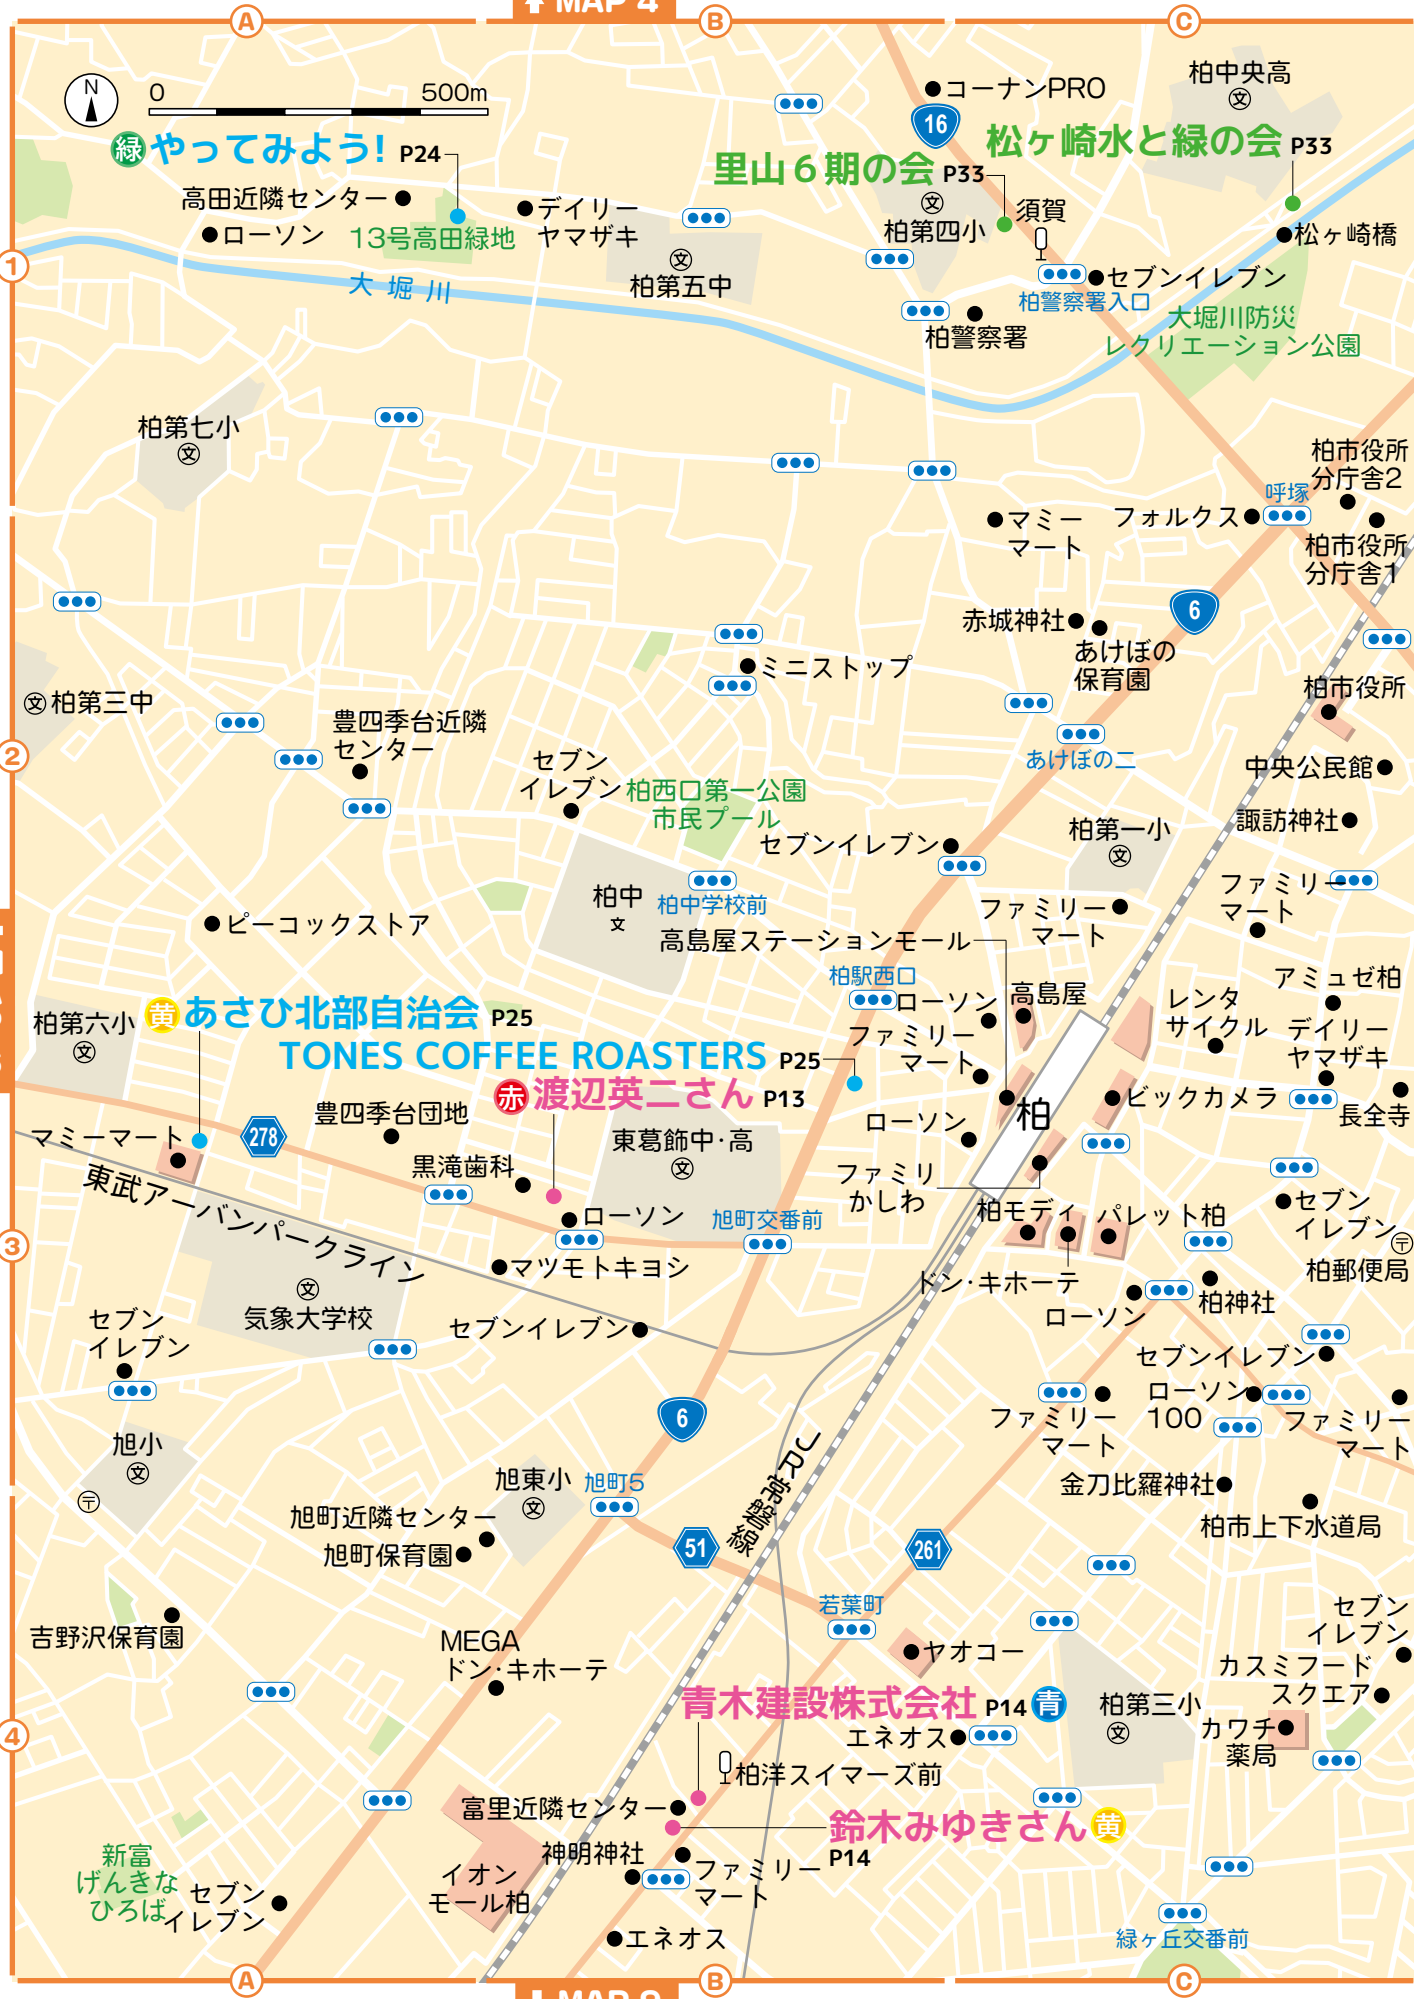 MAP 4
A
B
C
N
0
500m
コーナンPRO
柏中央高
文
16
緑 やってみよう! P24
里山6期の会 P33
松ヶ崎水と緑の会 P33
高田近隣センター
ローソン
13号高田緑地
デイリー
ヤマザキ
文
柏第五中
文
柏第四小
須賀
松ヶ崎橋
セブンイレブン
柏警察署入口
柏警察署
大堀川防災
レクリエーション公園
大堀川
1
柏第七小
文
柏市役所
分庁舎2
呼塚
フォルクス
マミー
マート
柏市役所
分庁舎1
6
赤城神社
あけぼの
保育園
ミニストップ
文 柏第三中
柏市役所
豊四季台近隣
センター
あけぼの二
中央公民館
2
セブン
イレブン
柏西口第一公園
市民プール
セブンイレブン
柏第一小
文
諏訪神社
柏中
文
柏中学校前
ファミリー
マート
ファミリー
マート
ピーコックストア
高島屋ステーションモール
柏駅西口
ローソン
高島屋
アミュゼ柏
レンタ
サイクル
デイリー
ヤマザキ
ファミリー
マート
柏第六小
文
黄 あさひ北部自治会 P25
TONES COFFEE ROASTERS P25
赤 渡辺英二さん P13
豊四季台団地
278
マミーマート
東葛飾中・高
文
ローソン
柏
ビックカメラ
長全寺
黒滝歯科
東武アーバンパークライン
ファミリ
かしわ
ローソン
旭町交番前
柏モディ
パレット柏
セブン
イレブン
〒
柏郵便局
3
マツモトキヨシ
文
気象大学校
ドン・キホーテ
ローソン
柏神社
セブン
イレブン
セブンイレブン
セブンイレブン
ファミリー
マート
ローソン
100
ファミリー
マート
6
旭小
文
〒
JR常磐線
旭東小
文
旭町5
金刀比羅神社
柏市上下水道局
旭町近隣センター
旭町保育園
51
261
若葉町
吉野沢保育園
MEGA
ドン・キホーテ
ヤオコー
セブン
イレブン
カスミフード
スクエア
青木建設株式会社 P14 青
柏第三小
文
カワチ
薬局
エネオス
4
柏洋スイマーズ前
富里近隣センター
鈴木みゆきさん 黄
P14
神明神社
ファミリー
マート
イオン
モール柏
新富
げんきな
ひろば
セブン
イレブン
エネオス
緑ヶ丘交番前
A
B
C